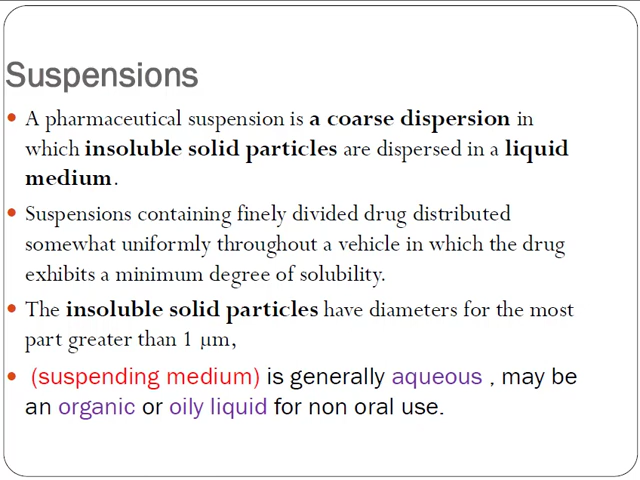 Suspensions
• A pharmaceutical suspension is a coarse dispersion in
which insoluble solid particles are dispersed in a liquid
medium.
• Suspensions containing finely divided drug distributed
somewhat uniformly throughout a vehicle in which the drug
exhibits a minimum degree of solubility.
• The insoluble solid particles have diameters for the most
part greater than 1 µm,
• (suspending medium) is generally aqueous , may be
an organic or oily liquid for non oral use.